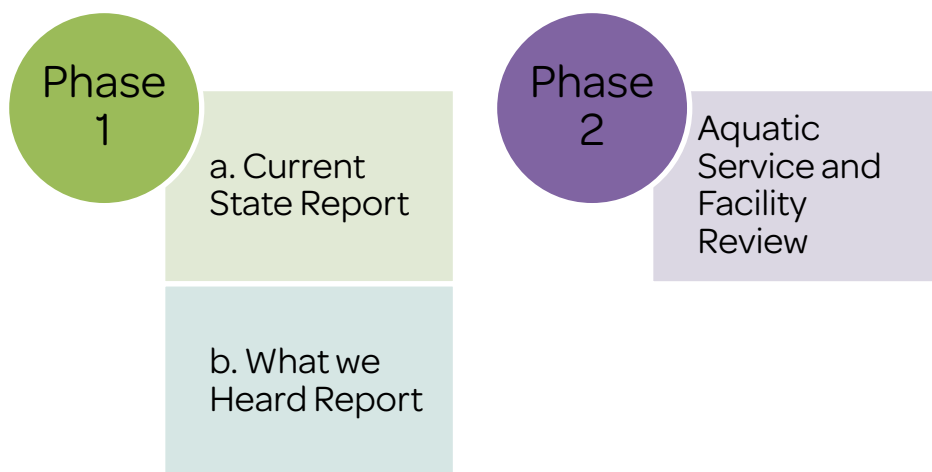 Phase
1
a. Current
State Report
b. What we
Heard Report
Phase
2
Aquatic
Service and
Facility
Review